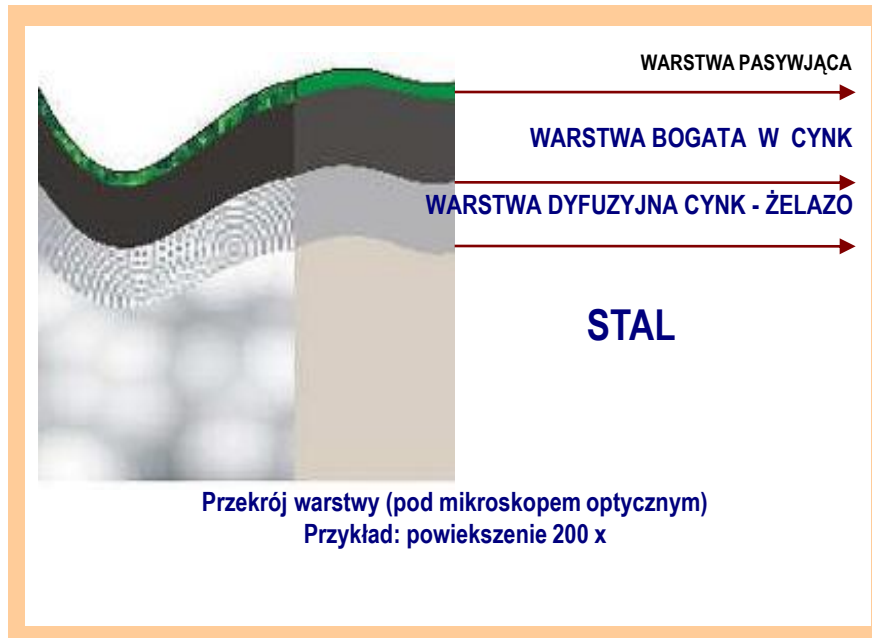 WARSTWA PASYWJĄCA
WARSTWA BOGATA W CYNK
WARSTWA DYFUZYJNA CYNK - ŻELAZO
STAL
Przekrój warstwy (pod mikroskopem optycznym)
Przykład: powiekszenie 200 x